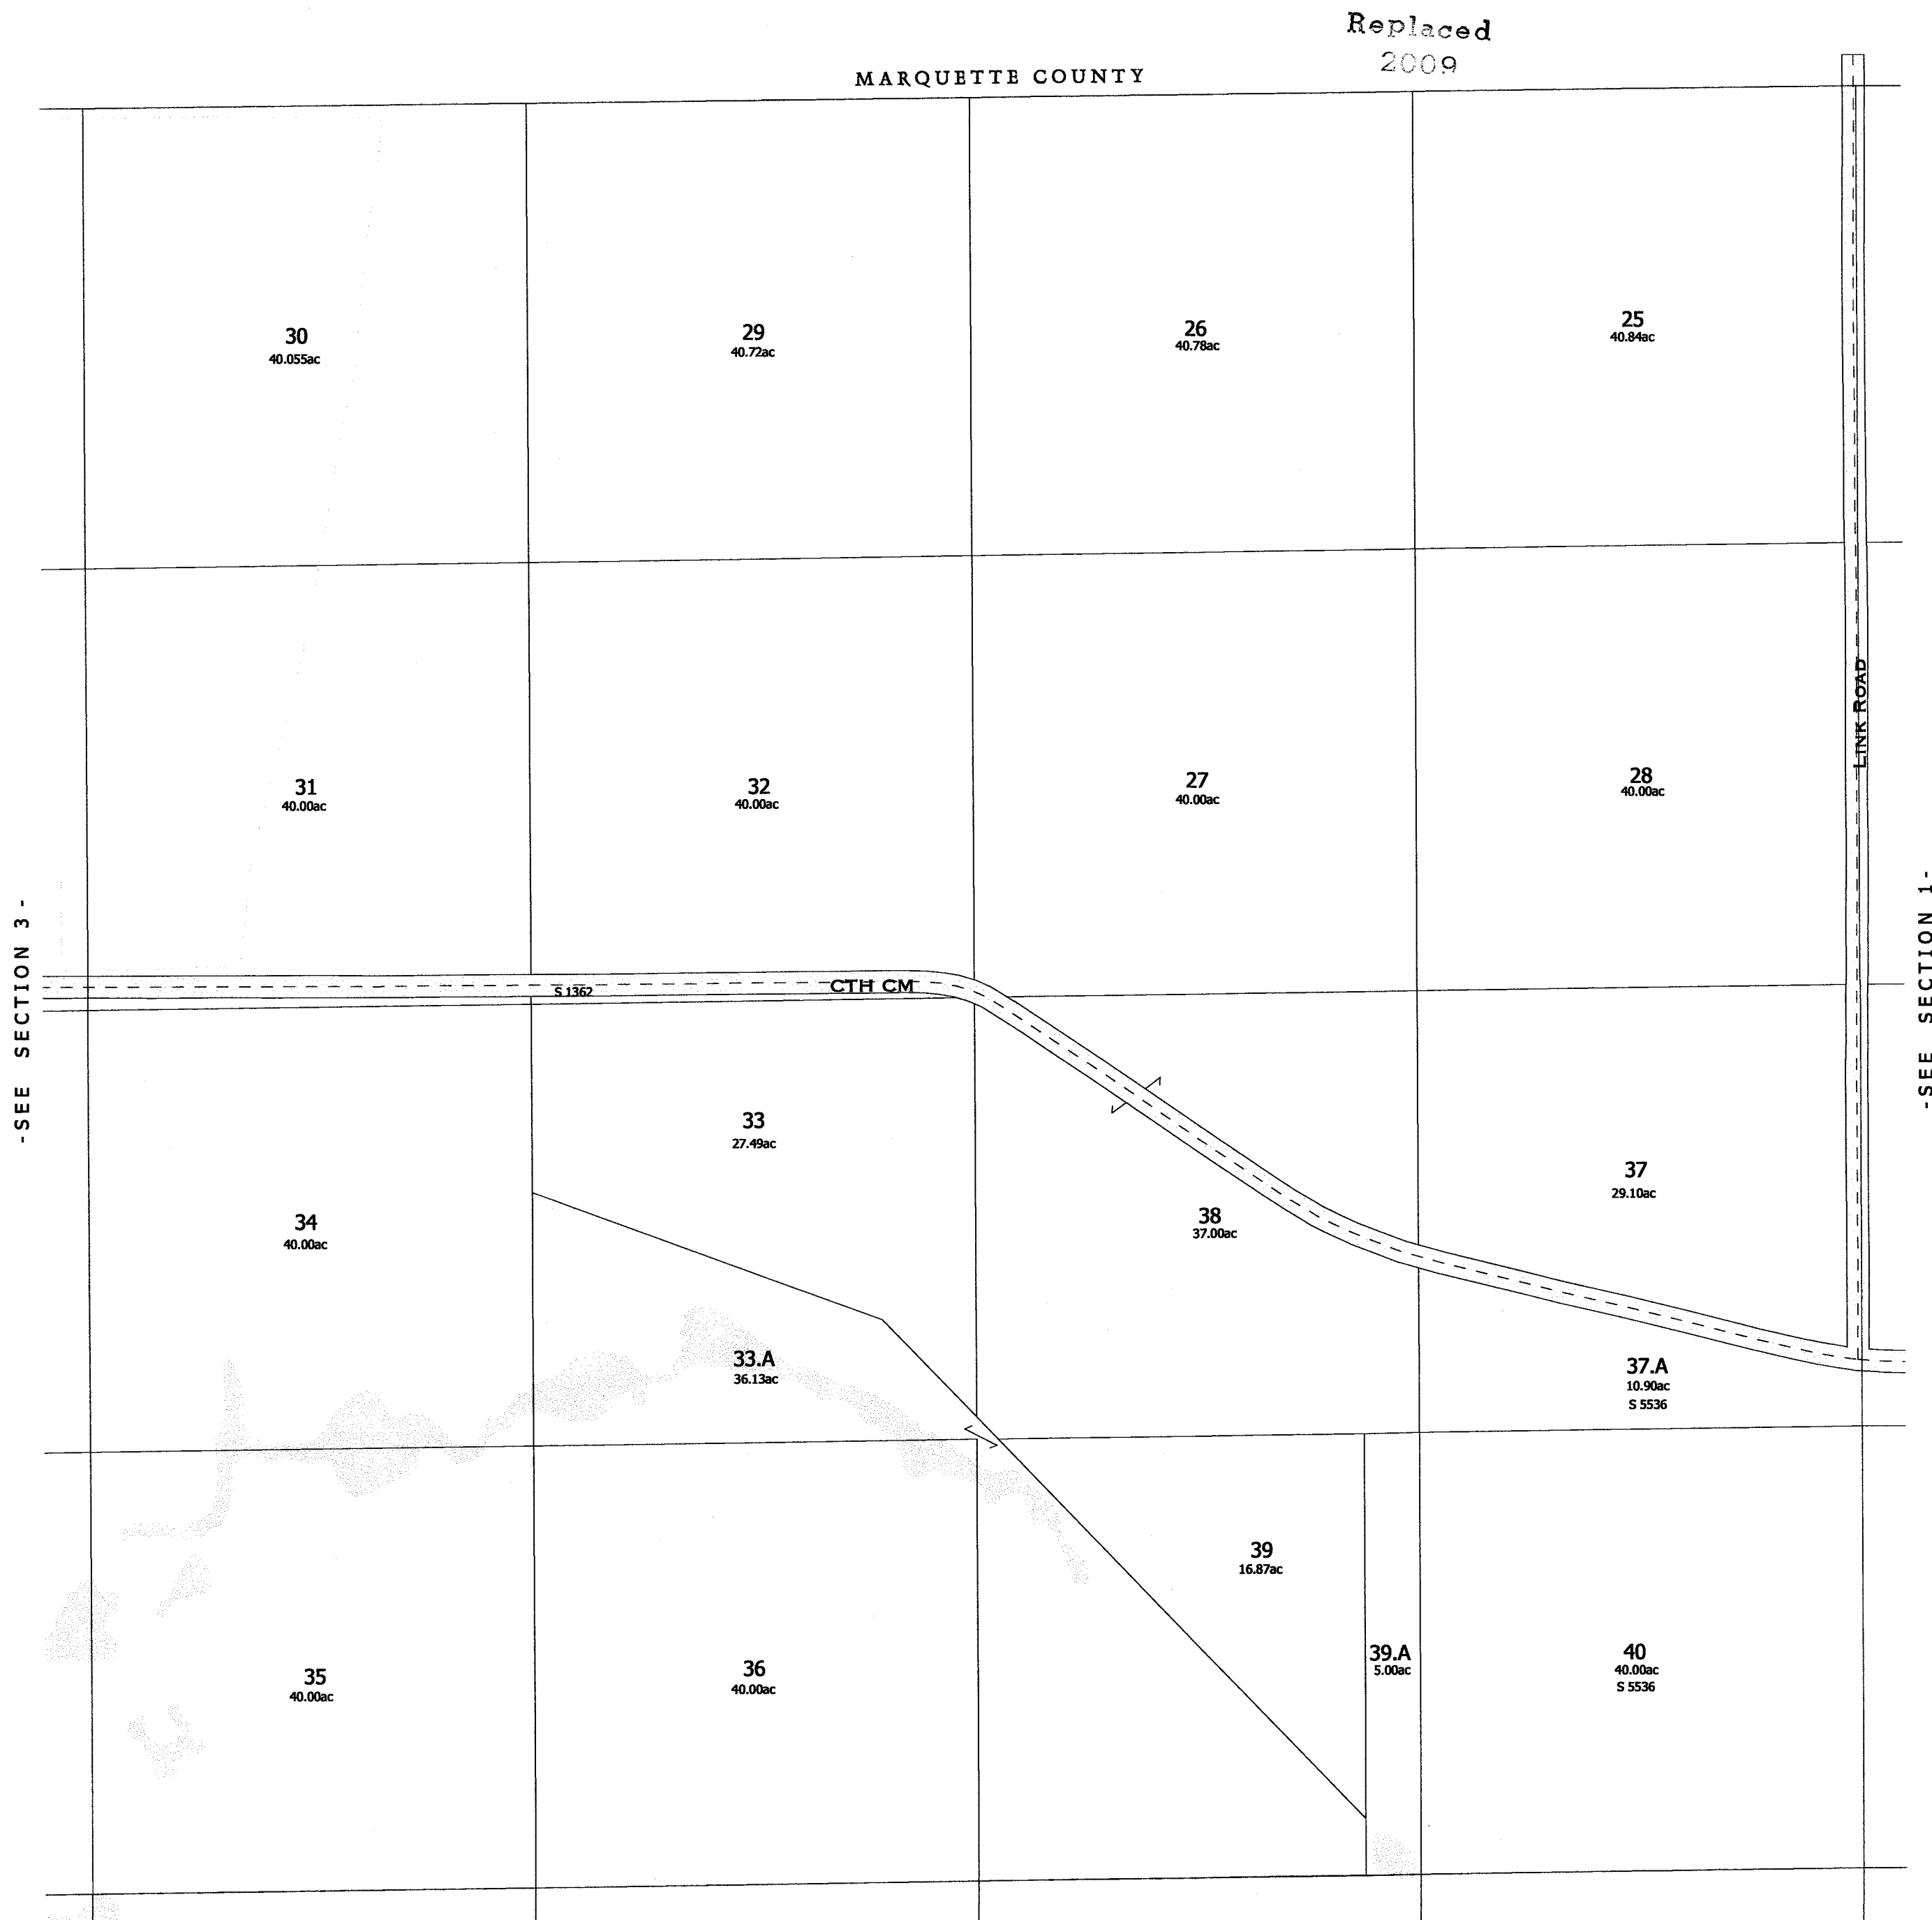 Replaced
2009
MARQUETTE COUNTY
30
40.055ac
29
40.72ac
26
40.78ac
25
40.84ac
LINK ROAD
31
40.00ac
32
40.00ac
27
40.00ac
28
40.00ac
-SEE SECTION 3 -
-SEE SECTION 1-
S 1362
CTH CM
33
27.49ac
34
40.00ac
38
37.00ac
37
29.10ac
33.A
36.13ac
37.A
10.90ac
S 5536
39
16.87ac
35
40.00ac
36
40.00ac
39.A
5.00ac
40
40.00ac
S 5536